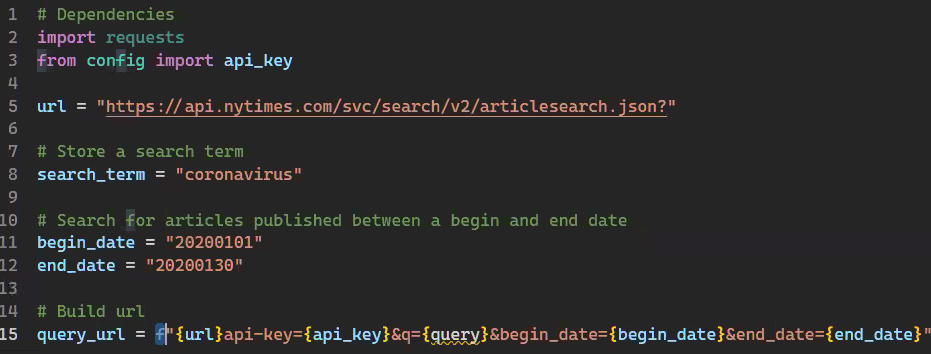 1 # Dependencies
2 import requests
3 from config import api_key
4
5 url = "https://api.nytimes.com/svc/search/v2/articlesearch.json?"
6
7 # Store a search term
8 search_term = "coronavirus"
9
10 # Search for articles published between a begin and end date
11 begin_date = "20200101"
12 end_date = "20200130"
13
14 # Build url
15 query_url = f"{url}api-key={api_key}&q={query}&begin_date={begin_date}&end_date={end_date}"